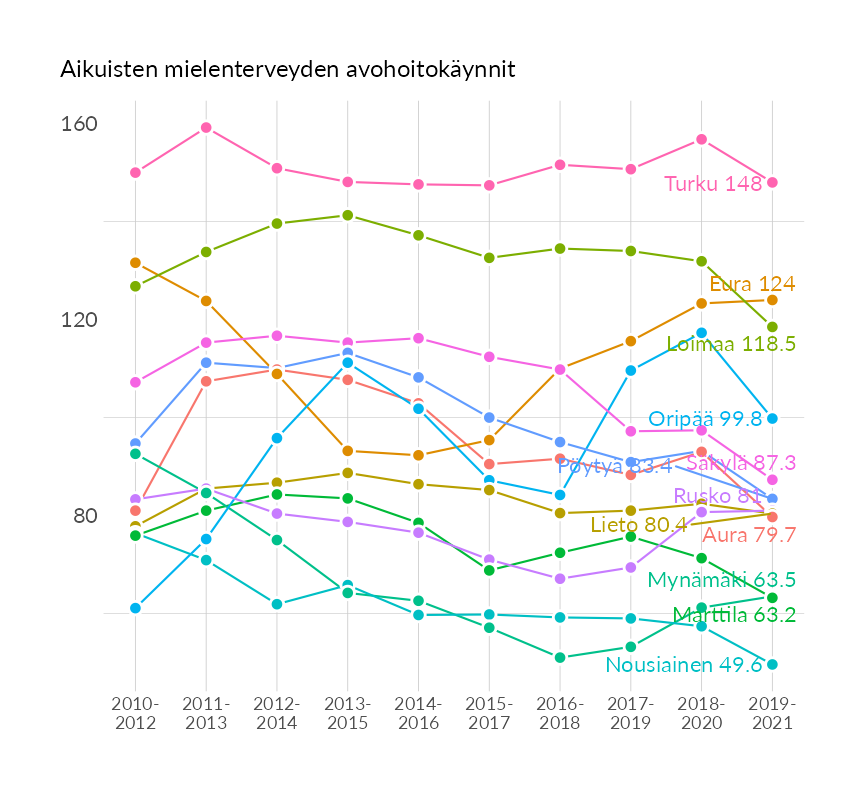 Aikuisten mielenterveyden avohoitokäynnit
160
120
80
Turku 148
Eura 124
Loimaa 118.5
Oripää 99.8
Säkylä 87.3
Pöytyä 83.4
Rusko 81
Lieto 80.4
Aura 79.7
Mynämäki 63.5
Marttila 63.2
Nousiainen 49.6
2010- 2011- 2012- 2013- 2014- 2015- 2016- 2017- 2018- 2019-
2012 2013 2014 2015 2016 2017 2018 2019 2020 2021